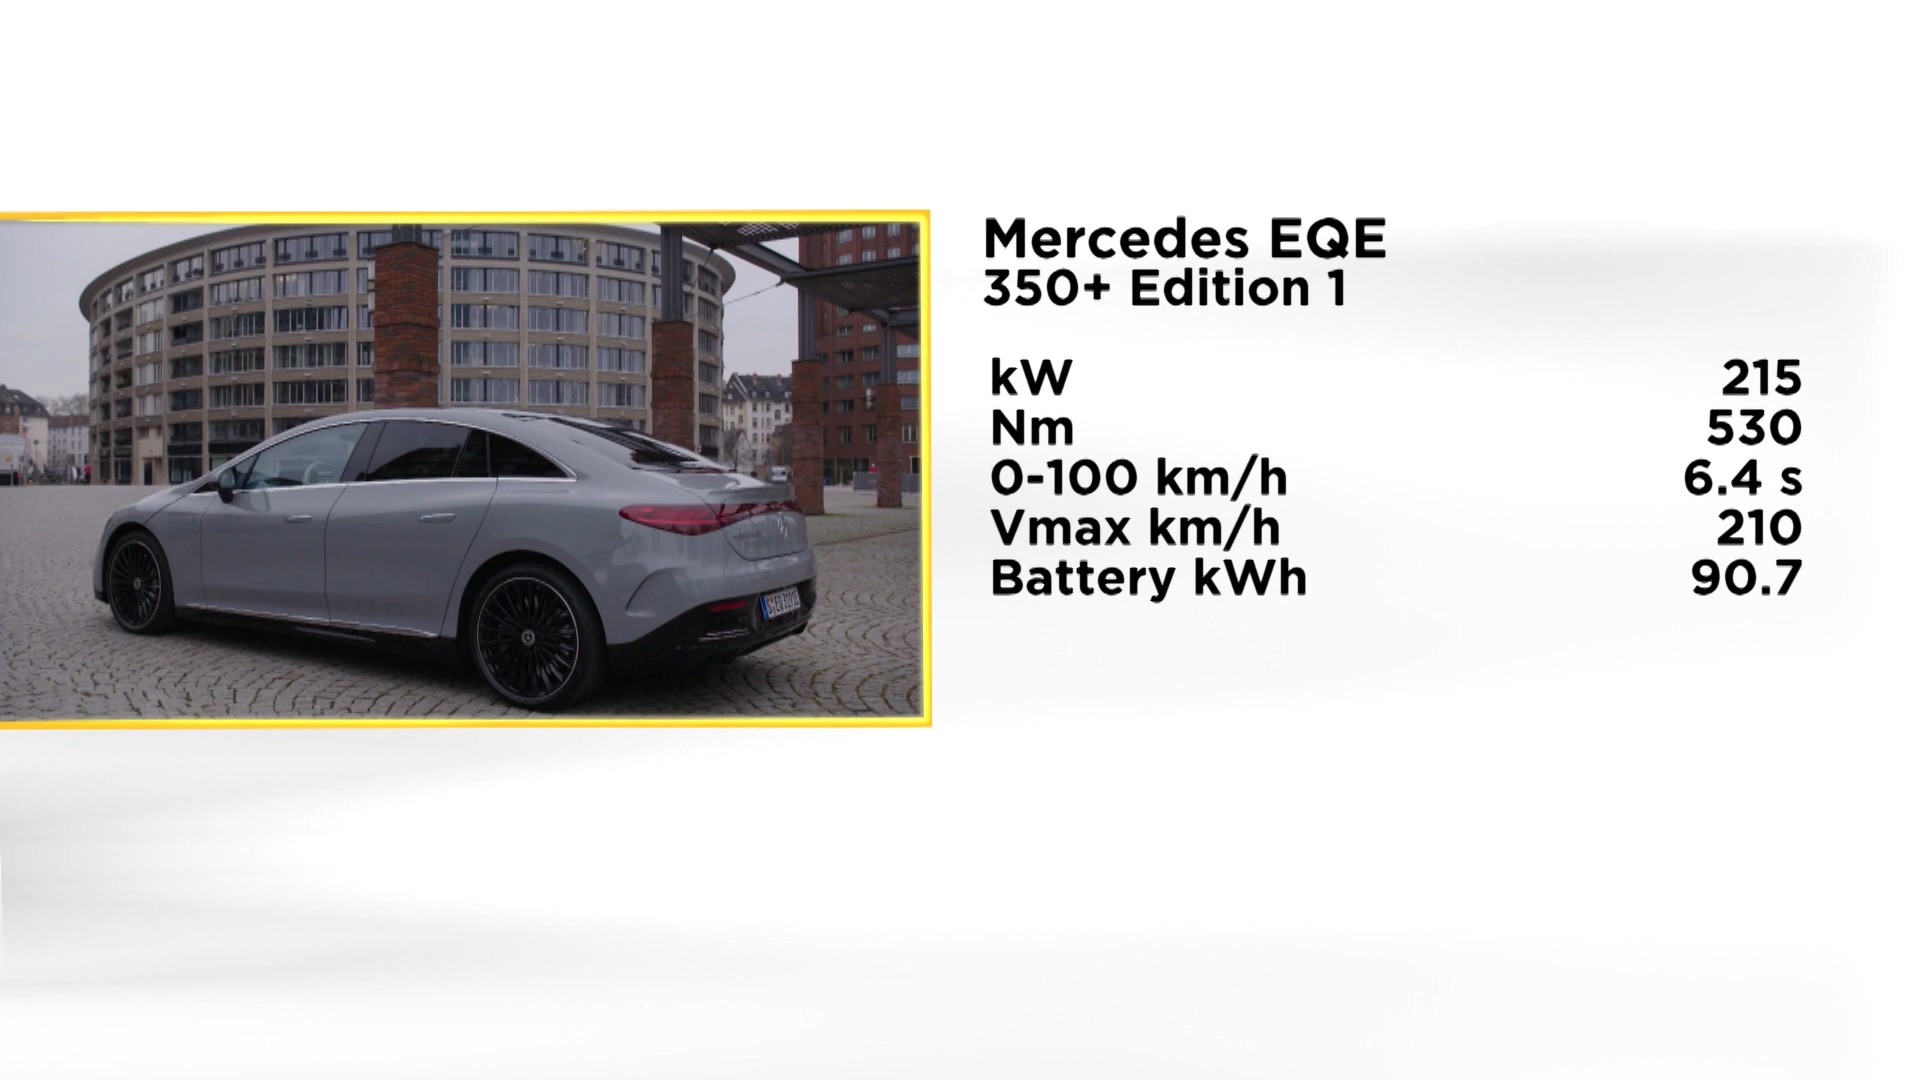 Mercedes EQE
350+ Edition 1
kW 215
Nm 530
0-100 km/h 6.4 s
Vmax km/h 210
Battery kWh 90.7